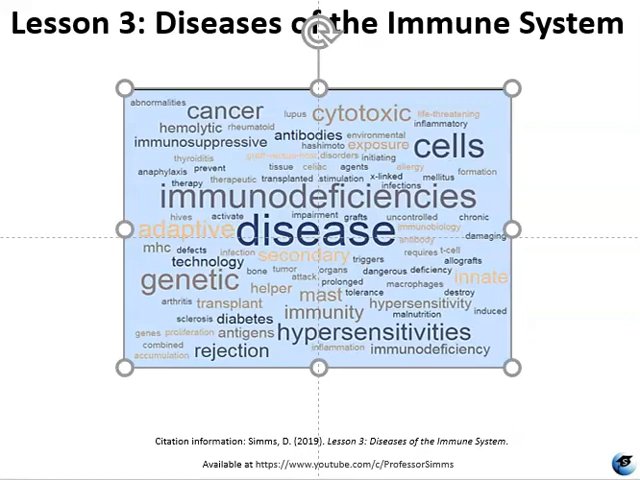 Lesson 3: Diseases of the Immune System
abnormalities cancer lupus cytotoxic life-threatening
hemolytic rheumatoid inflammatory
immunosuppressive antibodies environmental cells
hashimoto exposure
thyroiditis graft-versus-host disorders initiating
anaphylaxis prevent tissue celiac agents allergy formation
therapy therapeutic transplanted stimulation x-linked mellitus
infections
immunodeficiencies
hives activate impairment grafts uncontrolled chronic
adaptive disease immunobiology
antibody damaging
mhc defects infection secondary requires t-cell
technology triggers allografts
bone tumor organs dangerous deficiency
genetic attack innate
helper prolonged macrophages
mast tolerance destroy
arthritis transplant hypersensitivity
immunity malnutrition induced
sclerosis diabetes
genes proliferation antigens hypersensitivities
combined rejection inflammation immunodeficiency
accumulation
Citation information: Simms, D. (2019). Lesson 3: Diseases of the Immune System.
Available at https://www.youtube.com/c/ProfessorSimms
S